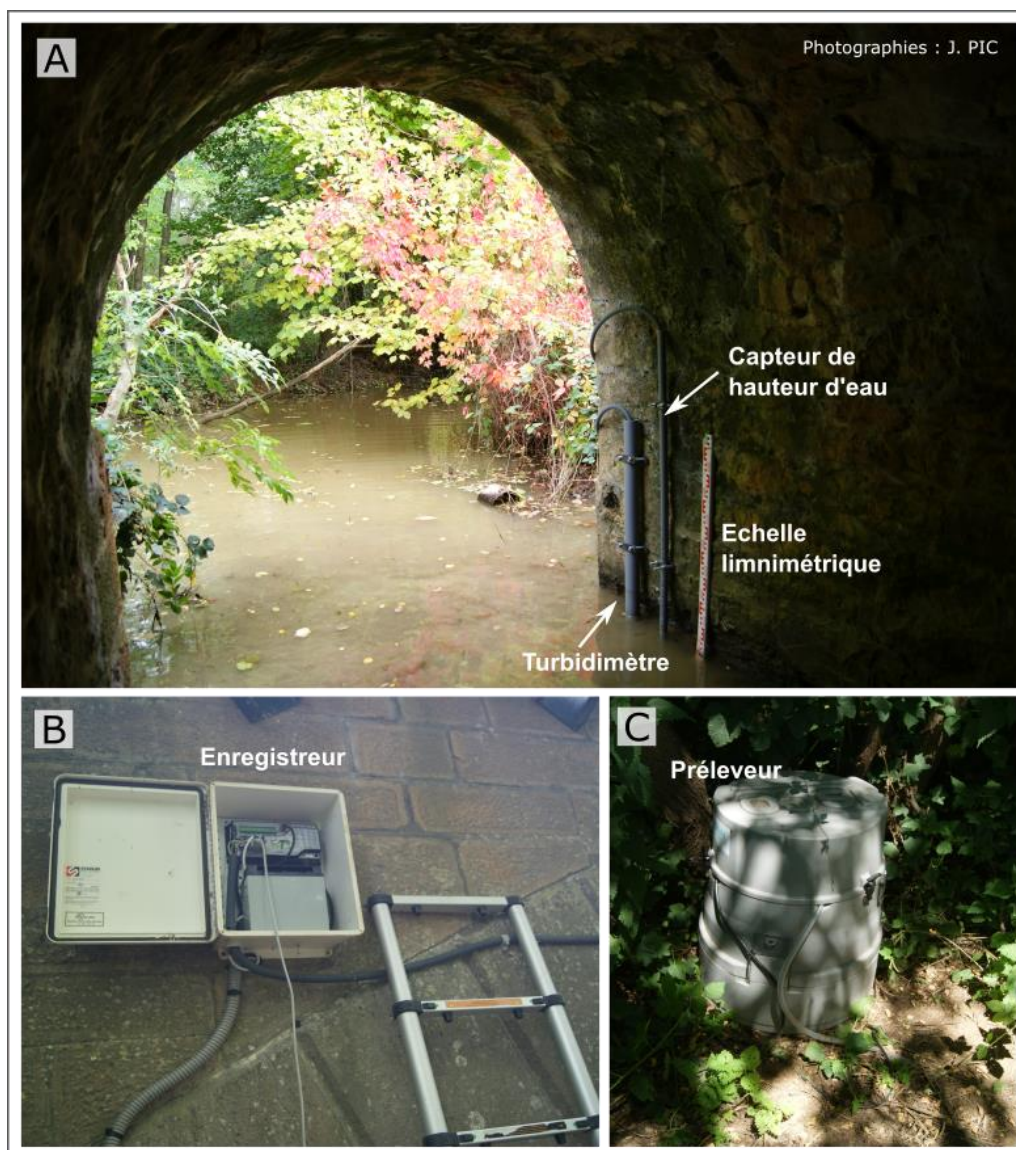 A
Photographies : J. PIC
Capteur de
hauteur d'eau
Echelle
limnimétrique
Turbidimètre
B
Enregistreur
C
Préleveur